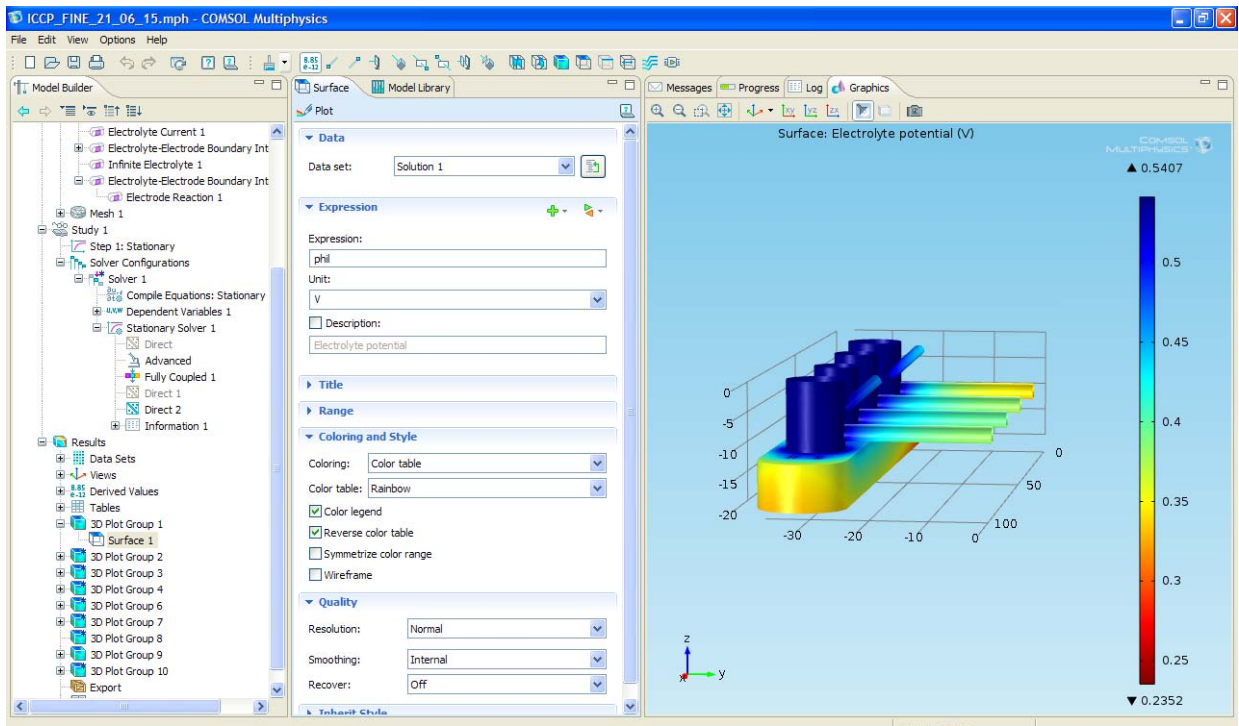 ICCP_FINE_21_06_15.mph - COMSOL Multiphysics
File Edit View Options Help
Model Builder
Electrolyte Current 1
Electrolyte-Electrode Boundary Int
Infinite Electrolyte 1
Electrolyte-Electrode Boundary Int
Electrode Reaction 1
Mesh 1
Study 1
Step 1: Stationary
Solver Configurations
Solver 1
Compile Equations: Stationary
Dependent Variables 1
Stationary Solver 1
Direct
Advanced
Fully Coupled 1
Direct 1
Direct 2
Information 1
Results
Data Sets
Views
Derived Values
Tables
3D Plot Group 1
Surface 1
3D Plot Group 2
3D Plot Group 3
3D Plot Group 4
3D Plot Group 6
3D Plot Group 7
3D Plot Group 8
3D Plot Group 9
3D Plot Group 10
Export
Surface Model Library
Plot
Data
Data set: Solution 1
Expression
Expression:
phil
Unit:
V
Description:
Electrolyte potential
Title
Range
Coloring and Style
Coloring: Color table
Color table: Rainbow
Color legend
Reverse color table
Symmetrize color range
Wireframe
Quality
Resolution: Normal
Smoothing: Internal
Recover: Off
Inherit Style
Messages Progress Log Graphics
Surface: Electrolyte potential (V)
COMSOL
MULTIPHYSICS
▲ 0.5407
0.5
0.45
0.4
0.35
0.3
0.25
▼ 0.2352
0
-5
-10
-15
-20
-30
-20
-10
0
0
50
100
z
x
y